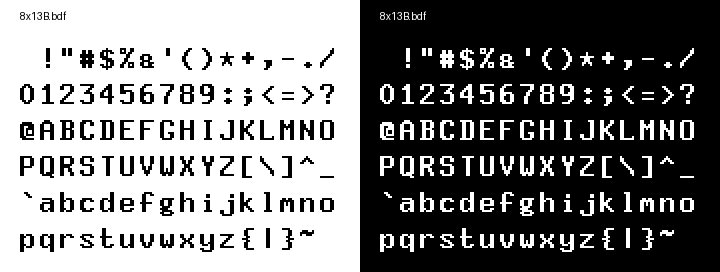 8x13B.bdf
!"#$%&'()*+,-./
0123456789:;<=>?
@ABCDEFGHIJKLMNO
PQRSTUVWXYZ[\]^_
`abcdefghijklmno
pqrstuvwxyz{|}~
8x13B.bdf
!"#$%&'()*+,-./
0123456789:;<=>?
@ABCDEFGHIJKLMNO
PQRSTUVWXYZ[\]^_
`abcdefghijklmno
pqrstuvwxyz{|}~